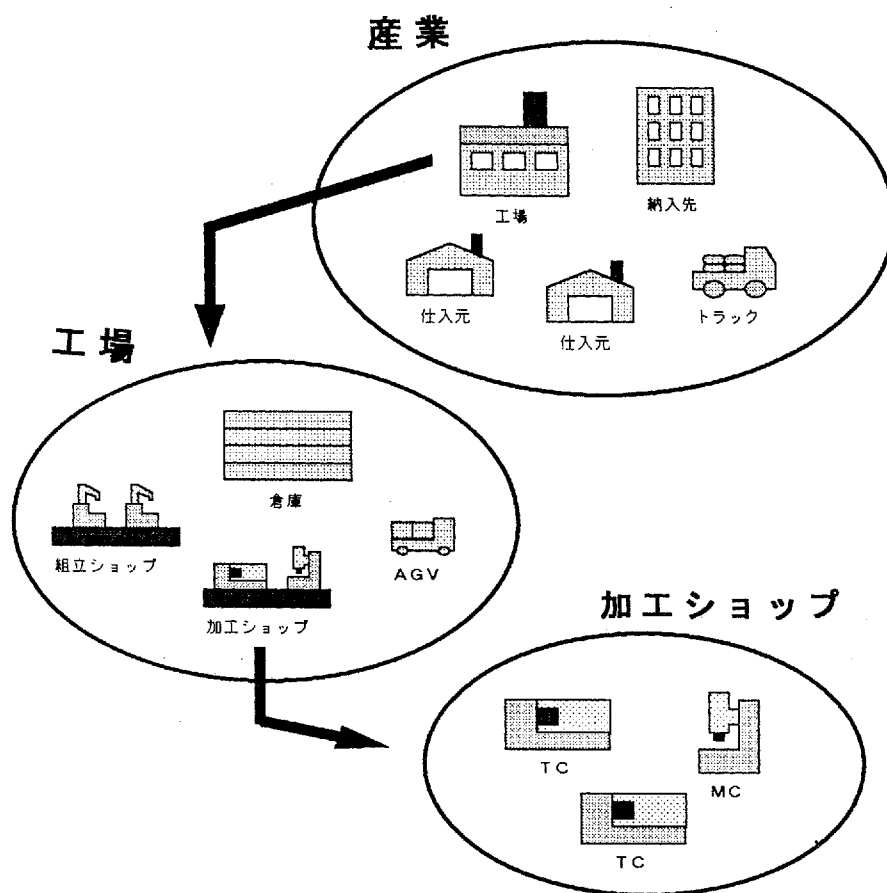 産業
工場
納入先
仕入元
仕入元
トラック
工場
倉庫
組立ショップ
加工ショップ
AGV
加工ショップ
TC
MC
TC